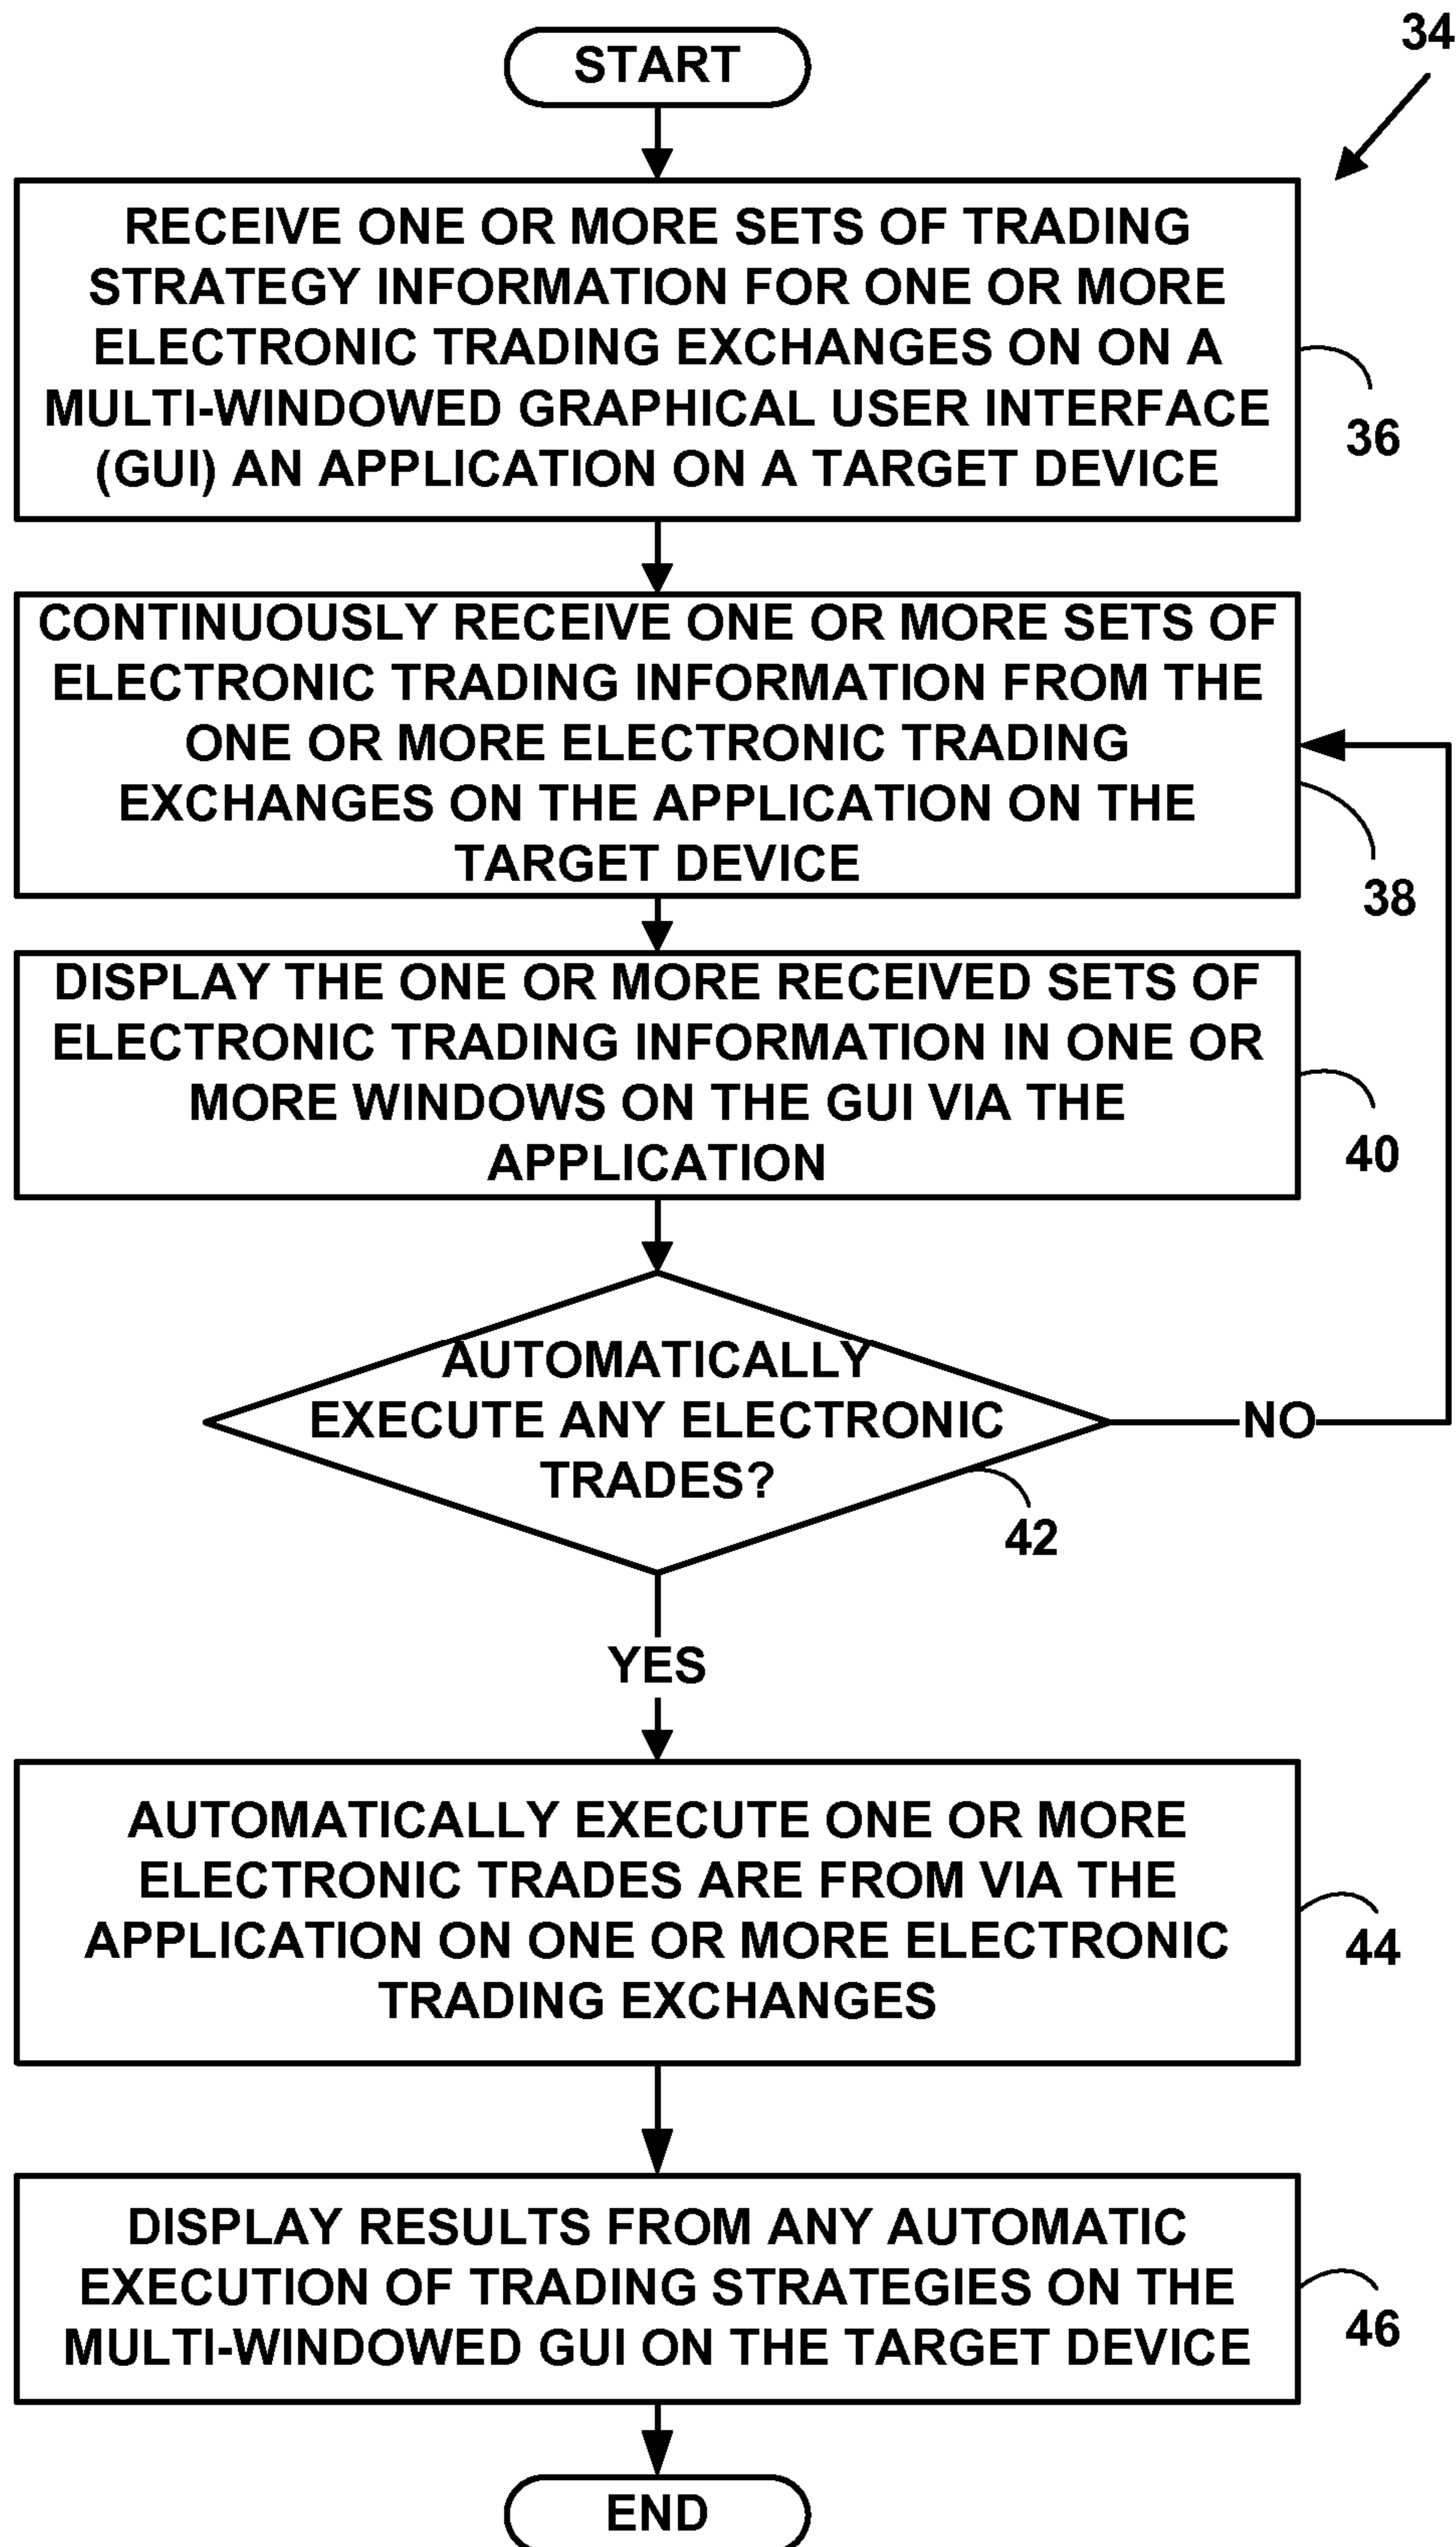 34
START
RECEIVE ONE OR MORE SETS OF TRADING
STRATEGY INFORMATION FOR ONE OR MORE
ELECTRONIC TRADING EXCHANGES ON ON A
MULTI-WINDOWED GRAPHICAL USER INTERFACE
(GUI) AN APPLICATION ON A TARGET DEVICE
36
CONTINUOUSLY RECEIVE ONE OR MORE SETS OF
ELECTRONIC TRADING INFORMATION FROM THE
ONE OR MORE ELECTRONIC TRADING
EXCHANGES ON THE APPLICATION ON THE
TARGET DEVICE
38
DISPLAY THE ONE OR MORE RECEIVED SETS OF
ELECTRONIC TRADING INFORMATION IN ONE OR
MORE WINDOWS ON THE GUI VIA THE
APPLICATION
40
AUTOMATICALLY
EXECUTE ANY ELECTRONIC
TRADES?
NO
42
YES
AUTOMATICALLY EXECUTE ONE OR MORE
ELECTRONIC TRADES ARE FROM VIA THE
APPLICATION ON ONE OR MORE ELECTRONIC
TRADING EXCHANGES
44
DISPLAY RESULTS FROM ANY AUTOMATIC
EXECUTION OF TRADING STRATEGIES ON THE
MULTI-WINDOWED GUI ON THE TARGET DEVICE
46
END